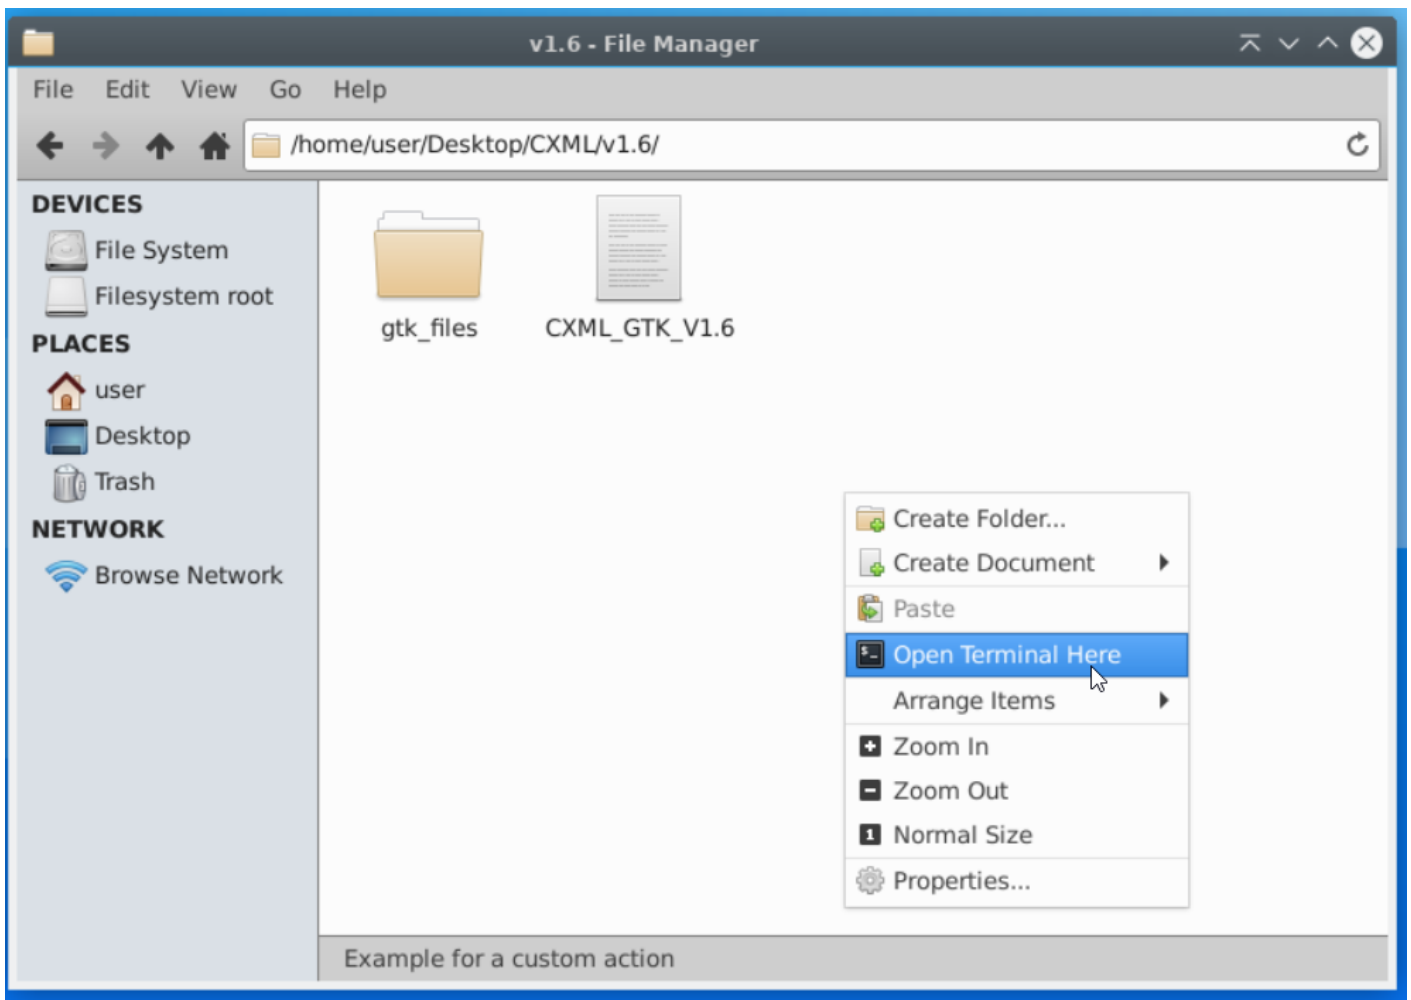 v1.6 - File Manager
File Edit View Go Help
/home/user/Desktop/CXML/v1.6/
DEVICES
File System
Filesystem root
PLACES
user
Desktop
Trash
NETWORK
Browse Network
gtk_files
CXML_GTK_V1.6
Create Folder...
Create Document
Paste
$_
Open Terminal Here
Arrange Items
Zoom In
Zoom Out
1 Normal Size
Properties...
Example for a custom action